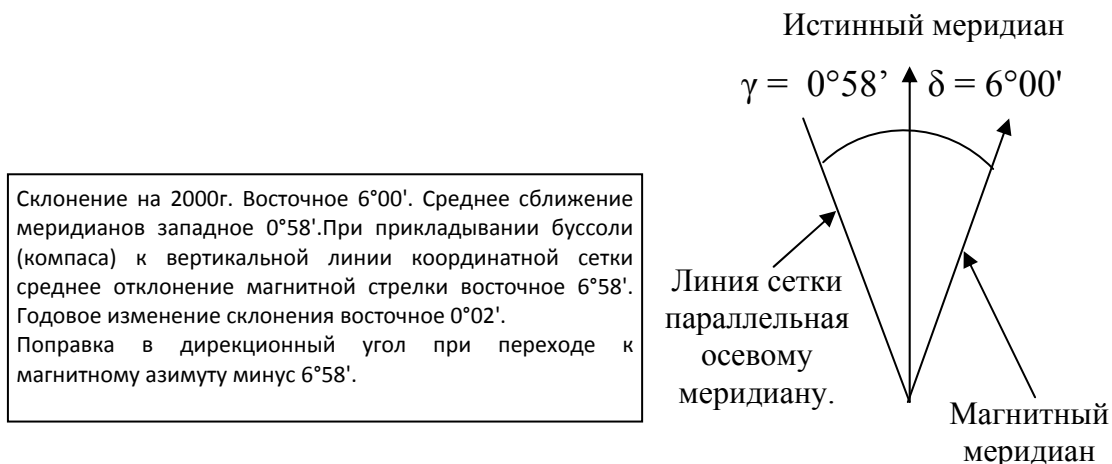 Истинный меридиан
γ = 0°58’ δ = 6°00'
Склонение на 2000г. Восточное 6°00'. Среднее сближение
меридианов западное 0°58'.При прикладывании буссоли
(компаса) к вертикальной линии координатной сетки
среднее отклонение магнитной стрелки восточное 6°58'.
Годовое изменение склонения восточное 0°02'.
Поправка в дирекционный угол при переходе к
магнитному азимуту минус 6°58'.
Линия сетки
параллельная
осевому
меридиану.
Магнитный
меридиан